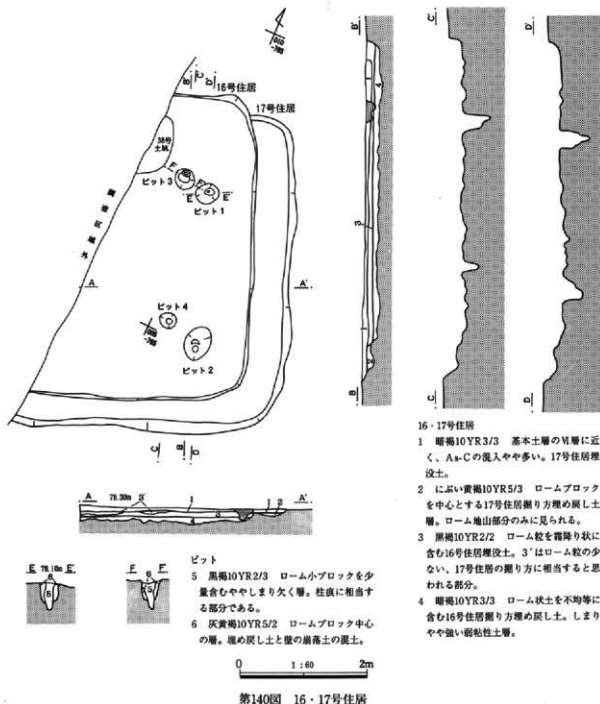 16号住居
17号住居
38号
土坑
ピット3
ピット1
ピット4
ピット2
A
A'
B
B'
C
C'
D
D'
E
E'
F
F'
16・17号住居
1 暗褐10YR3/3 基本土層のⅥ層に近
く、As-Cの混入やや多い。17号住居埋
没土。
2 にぶい黄褐10YR5/3 ロームブロック
を中心とする17号住居掘り方埋め戻し土
層。ローム地山部分のみに見られる。
3 黒褐10YR2/2 ローム粒を霜降り状に
含む16号住居埋没土。3'はローム粒の少
ない、17号住居の掘り方に相当すると思
われる部分。
4 暗褐10YR3/3 ローム状土を不均等に
含む16号住居掘り方埋め戻し土。しまり
やや強い弱粘性土層。
A 78.30m 3' 1 1 2 A'
3 4
E 78.10m E'
6
5
F F'
6
5
ピット
5 黒褐10YR2/3 ローム小ブロックを少
量含むややしまり欠く層。柱痕に相当す
る部分である。
6 灰黄褐10YR5/2 ロームブロック中心
の層。埋め戻し土と壁の崩落土の混土。
0 1:60 2m
第140図 16・17号住居